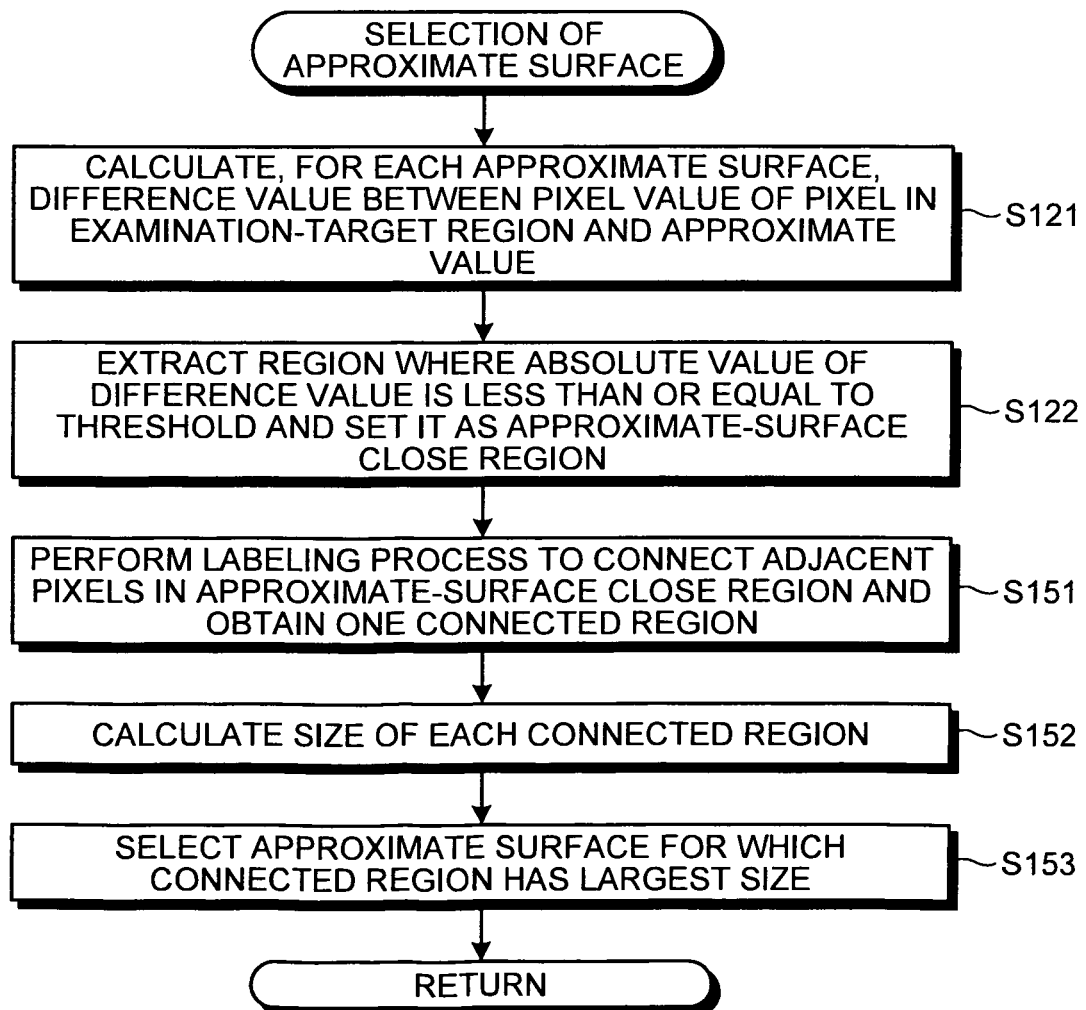 SELECTION OF
APPROXIMATE SURFACE
CALCULATE, FOR EACH APPROXIMATE SURFACE,
DIFFERENCE VALUE BETWEEN PIXEL VALUE OF PIXEL IN
EXAMINATION-TARGET REGION AND APPROXIMATE
VALUE
S121
EXTRACT REGION WHERE ABSOLUTE VALUE OF
DIFFERENCE VALUE IS LESS THAN OR EQUAL TO
THRESHOLD AND SET IT AS APPROXIMATE-SURFACE
CLOSE REGION
S122
PERFORM LABELING PROCESS TO CONNECT ADJACENT
PIXELS IN APPROXIMATE-SURFACE CLOSE REGION AND
OBTAIN ONE CONNECTED REGION
S151
CALCULATE SIZE OF EACH CONNECTED REGION
S152
SELECT APPROXIMATE SURFACE FOR WHICH
CONNECTED REGION HAS LARGEST SIZE
S153
RETURN